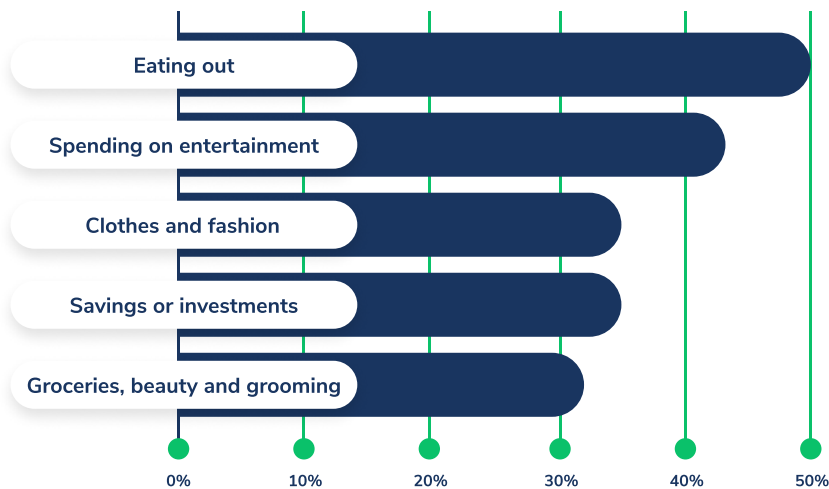 Eating out
Spending on entertainment
Clothes and fashion
Savings or investments
Groceries, beauty and grooming
0% 10% 20% 30% 40% 50%